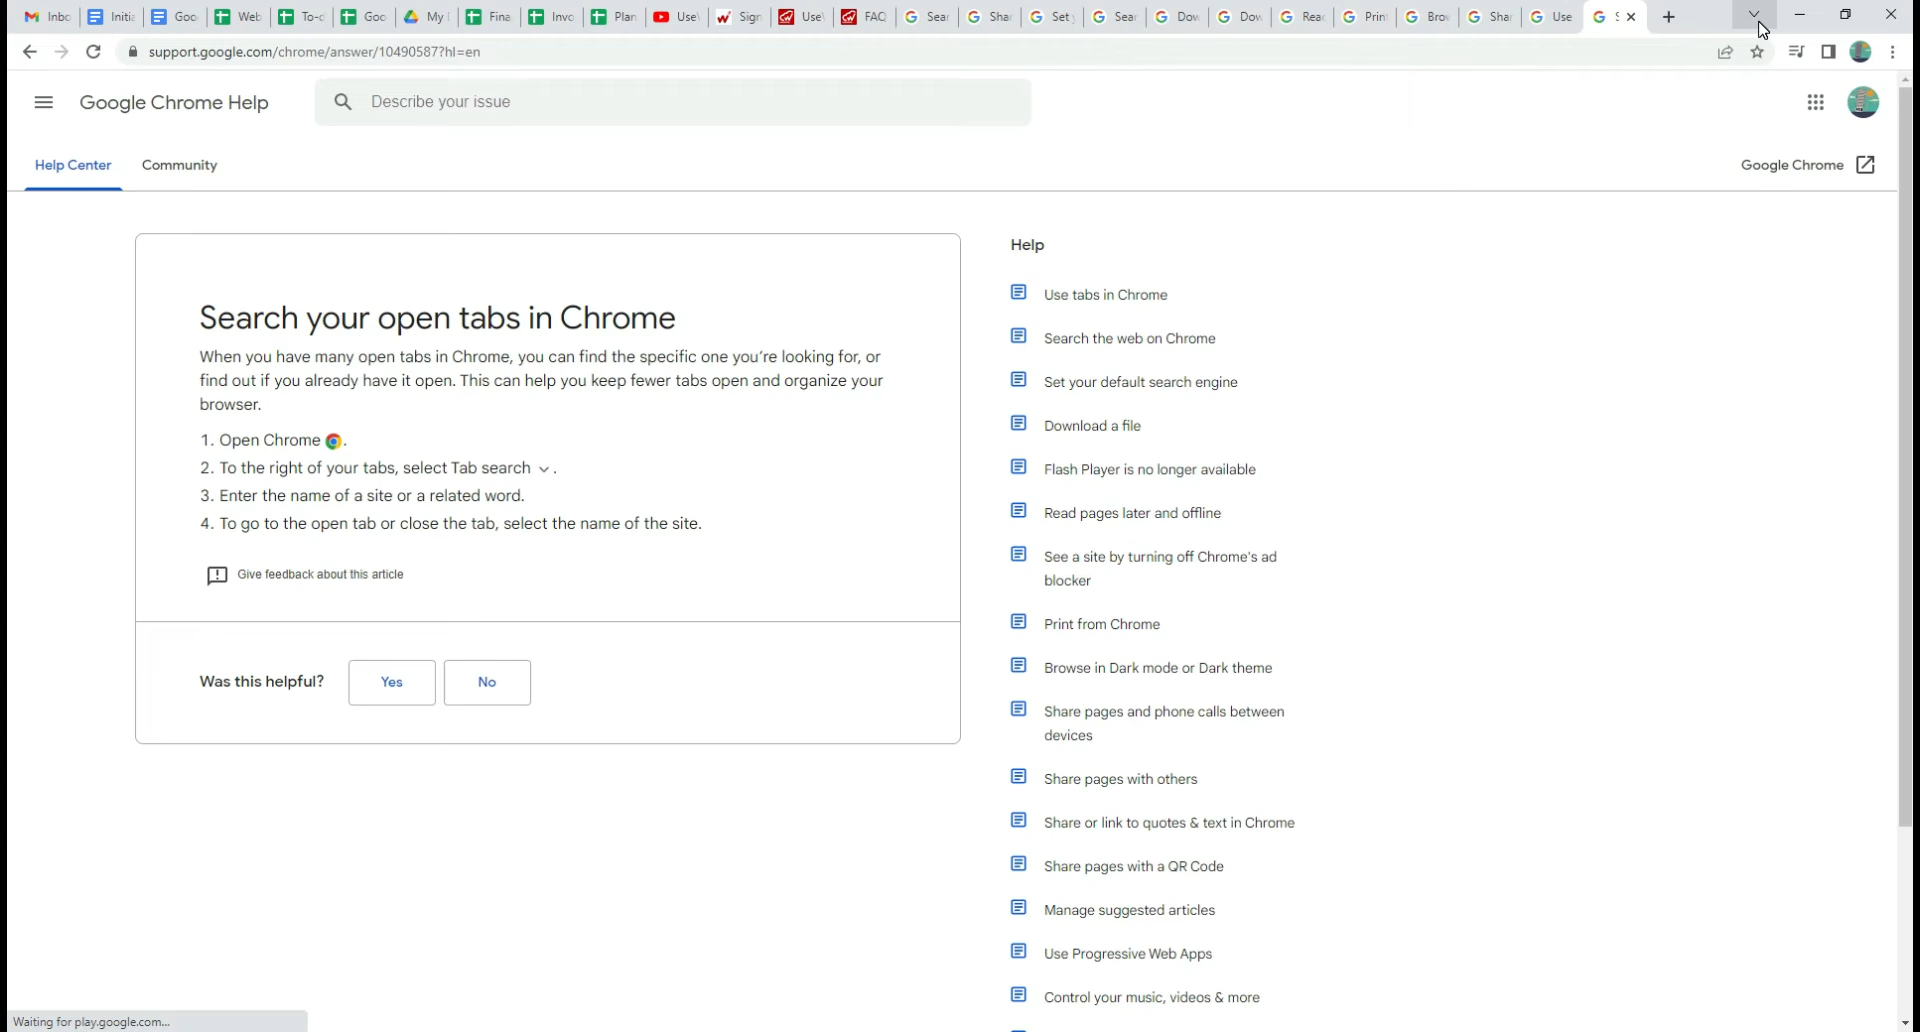 Inbo
Initia
Goo
Web
To-c
Goo
My
Fina
Invo
Plan
Use
Sign
Use
FAQ
Sear
Shar
Set
Sear
Dow
Dow
Read
Print
Brow
Shar
Use
support.google.com/chrome/answer/10490587?hl=en
Google Chrome Help
Describe your issue
Help Center
Community
Google Chrome
Search your open tabs in Chrome
When you have many open tabs in Chrome, you can find the specific one you’re looking for, or
find out if you already have it open. This can help you keep fewer tabs open and organize your
browser.
1. Open Chrome .
2. To the right of your tabs, select Tab search .
3. Enter the name of a site or a related word.
4. To go to the open tab or close the tab, select the name of the site.
Give feedback about this article
Was this helpful?
Yes
No
Help
Use tabs in Chrome
Search the web on Chrome
Set your default search engine
Download a file
Flash Player is no longer available
Read pages later and offline
See a site by turning off Chrome's ad
blocker
Print from Chrome
Browse in Dark mode or Dark theme
Share pages and phone calls between
devices
Share pages with others
Share or link to quotes & text in Chrome
Share pages with a QR Code
Manage suggested articles
Use Progressive Web Apps
Control your music, videos & more
Waiting for play.google.com...